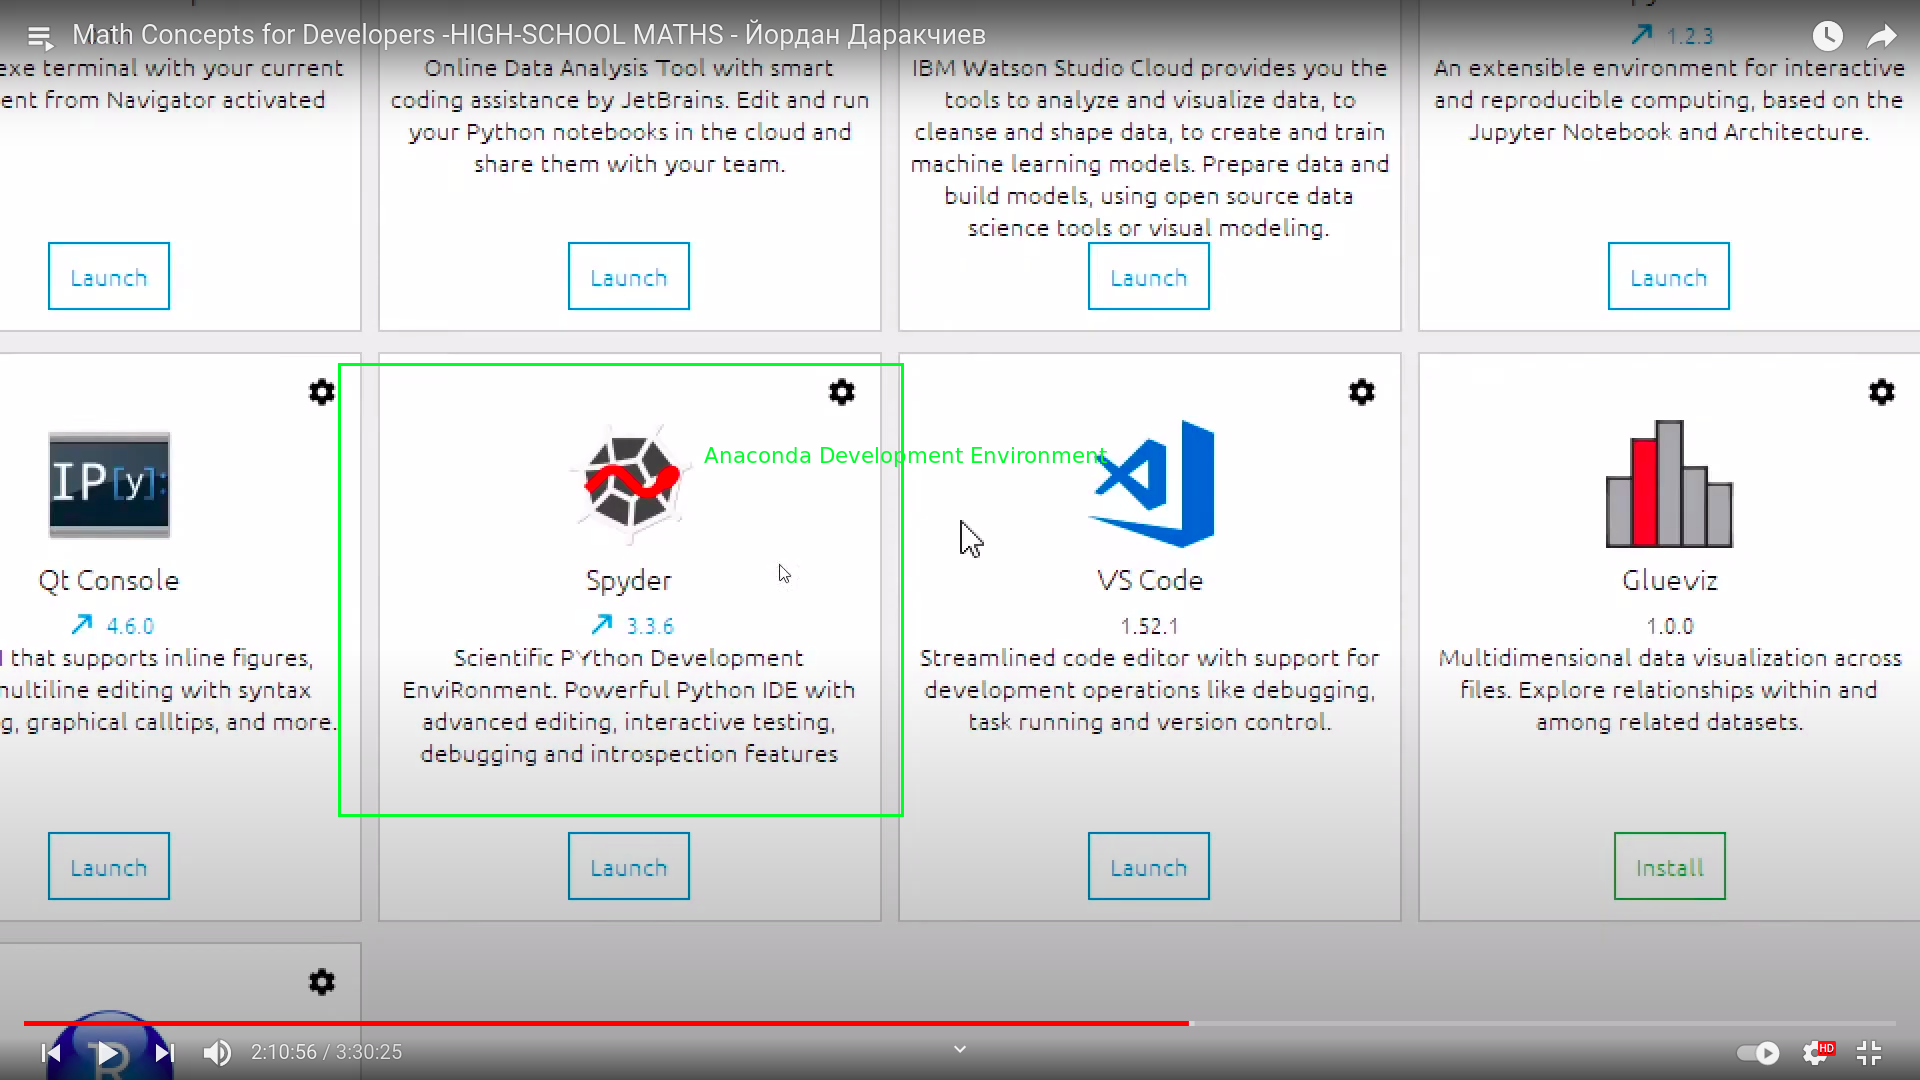 Math Concepts for Developers -HIGH-SCHOOL MATHS - Йордан Даракчиев
exe terminal with your current
ent from Navigator activated
Launch
Online Data Analysis Tool with smart
coding assistance by JetBrains. Edit and run
your Python notebooks in the cloud and
share them with your team.
Launch
IBM Watson Studio Cloud provides you the
tools to analyze and visualize data, to
cleanse and shape data, to create and train
machine learning models. Prepare data and
build models, using open source data
science tools or visual modeling.
Launch
1.2.3
An extensible environment for interactive
and reproducible computing, based on the
Jupyter Notebook and Architecture.
Launch
IP[y]:
Qt Console
4.6.0
that supports inline figures,
multiline editing with syntax
g, graphical calltips, and more.
Launch
Anaconda Development Environment
Spyder
3.3.6
Scientific PYthon Development
EnviRonment. Powerful Python IDE with
advanced editing, interactive testing,
debugging and introspection features
Launch
VS Code
1.52.1
Streamlined code editor with support for
development operations like debugging,
task running and version control.
Launch
Glueviz
1.0.0
Multidimensional data visualization across
files. Explore relationships within and
among related datasets.
Install
R
2:10:56 / 3:30:25
HD